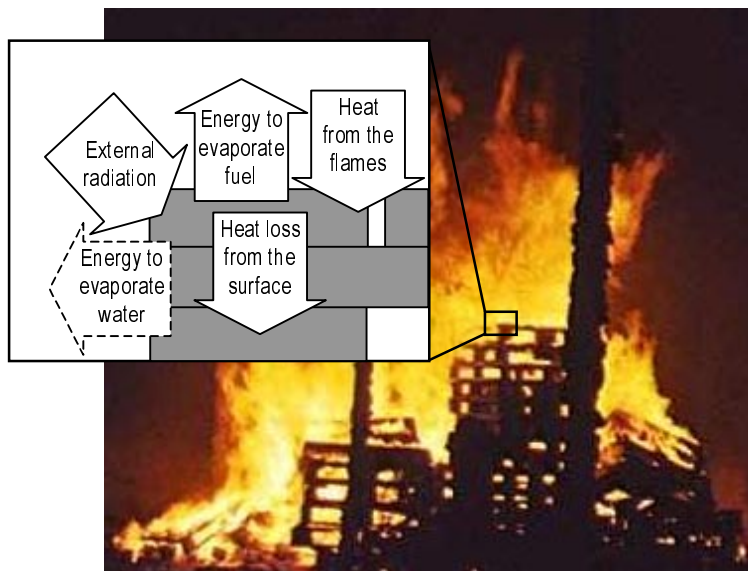 External
radiation
Energy to
evaporate
fuel
Heat
from the
flames
Energy to
evaporate
water
Heat loss
from the
surface